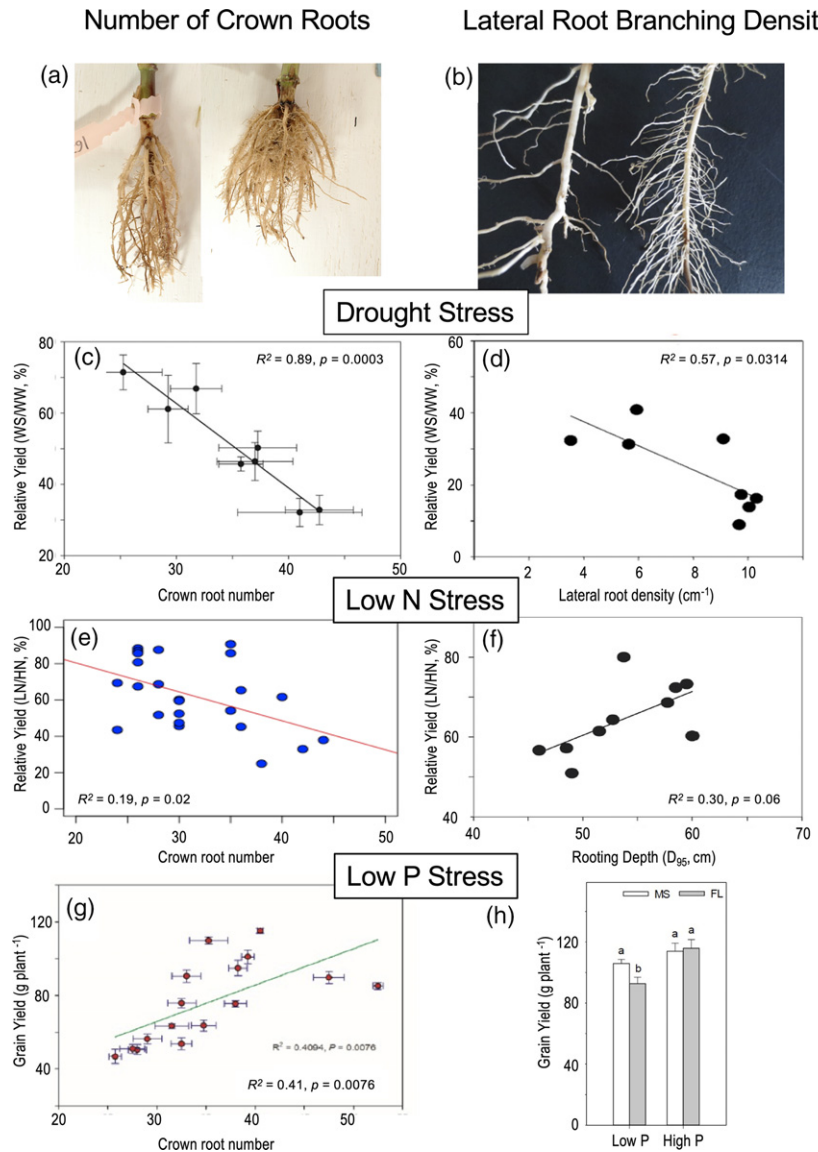 Number of Crown Roots
Lateral Root Branching Densit
(a)
(b)
16
Drought Stress
(c)
R² = 0.89, p = 0.0003
Relative Yield (WS/WW, %)
80
60
40
20
20 30 40 50
Crown root number
(d)
R² = 0.57, p = 0.0314
Relative Yield (WS/WW, %)
60
40
20
0
2 4 6 8 10
Lateral root density (cm⁻¹)
Low N Stress
(e)
Relative Yield (LN/HN, %)
100
80
60
40
20
0
R² = 0.19, p = 0.02
20 30 40 50
Crown root number
(f)
Relative Yield (LN/HN, %)
80
60
40
R² = 0.30, p = 0.06
40 50 60 70
Rooting Depth (D₉₅, cm)
Low P Stress
(g)
Grain Yield (g plant⁻¹)
120
80
40
R² = 0.4094, P = 0.0076
R² = 0.41, p = 0.0076
20 30 40 50
Crown root number
(h)
MS FL
Grain Yield (g plant⁻¹)
160
120
80
40
0
a b a a
Low P High P